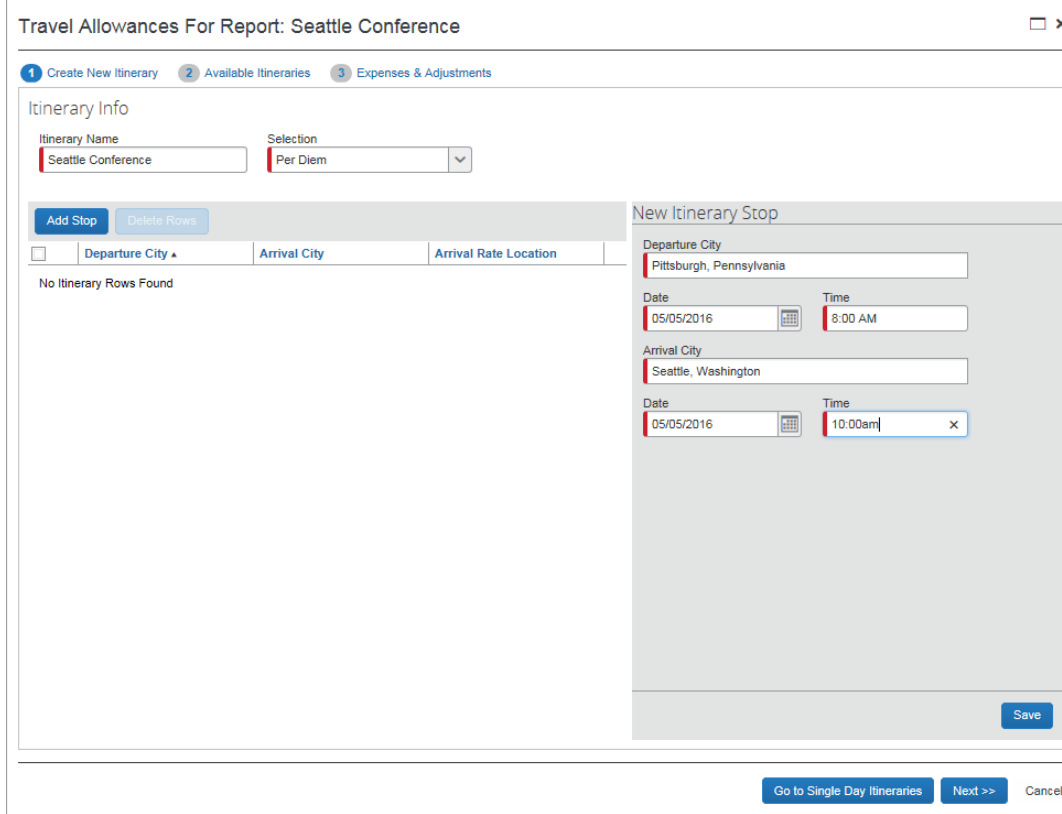 Travel Allowances For Report: Seattle Conference
1 Create New Itinerary 2 Available Itineraries 3 Expenses & Adjustments
Itinerary Info
Itinerary Name Selection
Seattle Conference Per Diem
Add Stop Delete Rows
Departure City Arrival City Arrival Rate Location
No Itinerary Rows Found
New Itinerary Stop
Departure City
Pittsburgh, Pennsylvania
Date Time
05/05/2016 8:00 AM
Arrival City
Seattle, Washington
Date Time
05/05/2016 10:00am
Save
Go to Single Day Itineraries Next >> Cancel